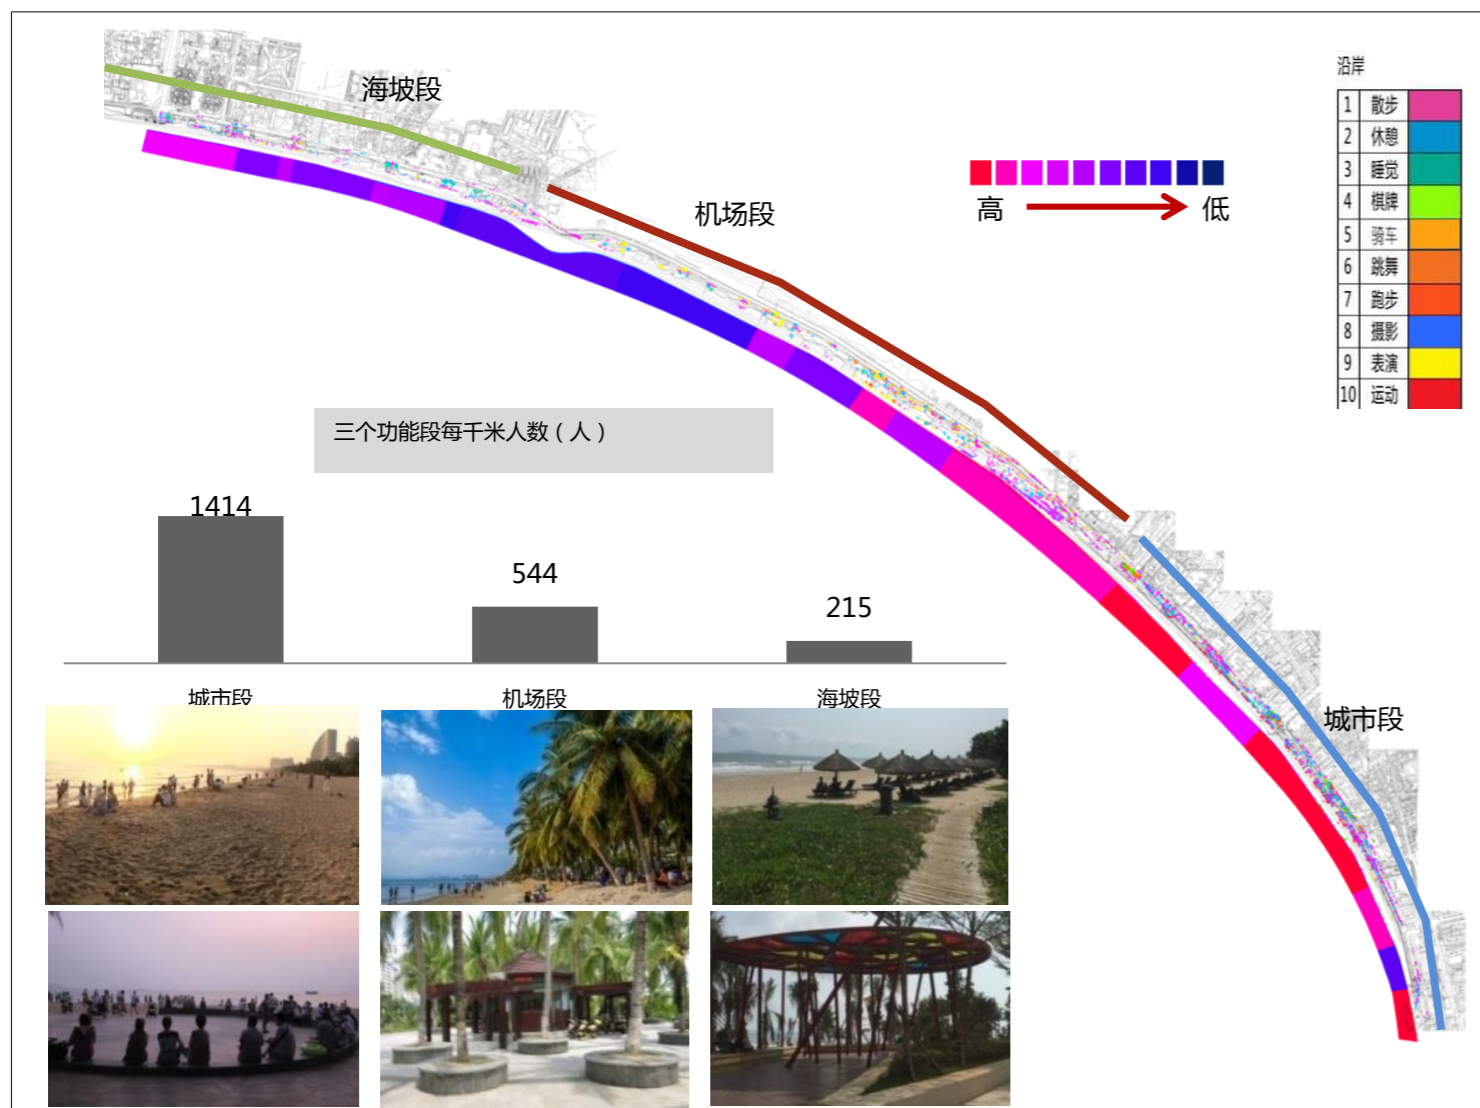 海坡段
沿岸
1 散步
2 休憩
3 睡觉
4 棋牌
5 骑车
6 跳舞
7 跑步
8 摄影
9 表演
10 运动
高 低
机场段
三个功能段每千米人数（人）
1414
544
215
城市段 机场段 海坡段
城市段